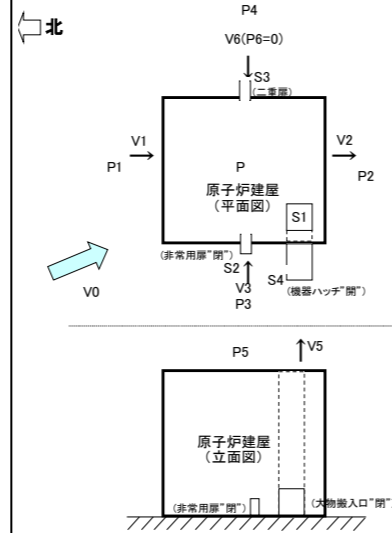 北
P4
V6(P6=0)
S3
(二重扉)
V1
V2
P1
P
P2
原子炉建屋
(平面図)
S1
(非常用扉"閉")
S2
S4
V3
(機器ハッチ"開")
V0
P3
P5
V5
原子炉建屋
(立面図)
(非常用扉"閉")
(大物搬入口"閉"